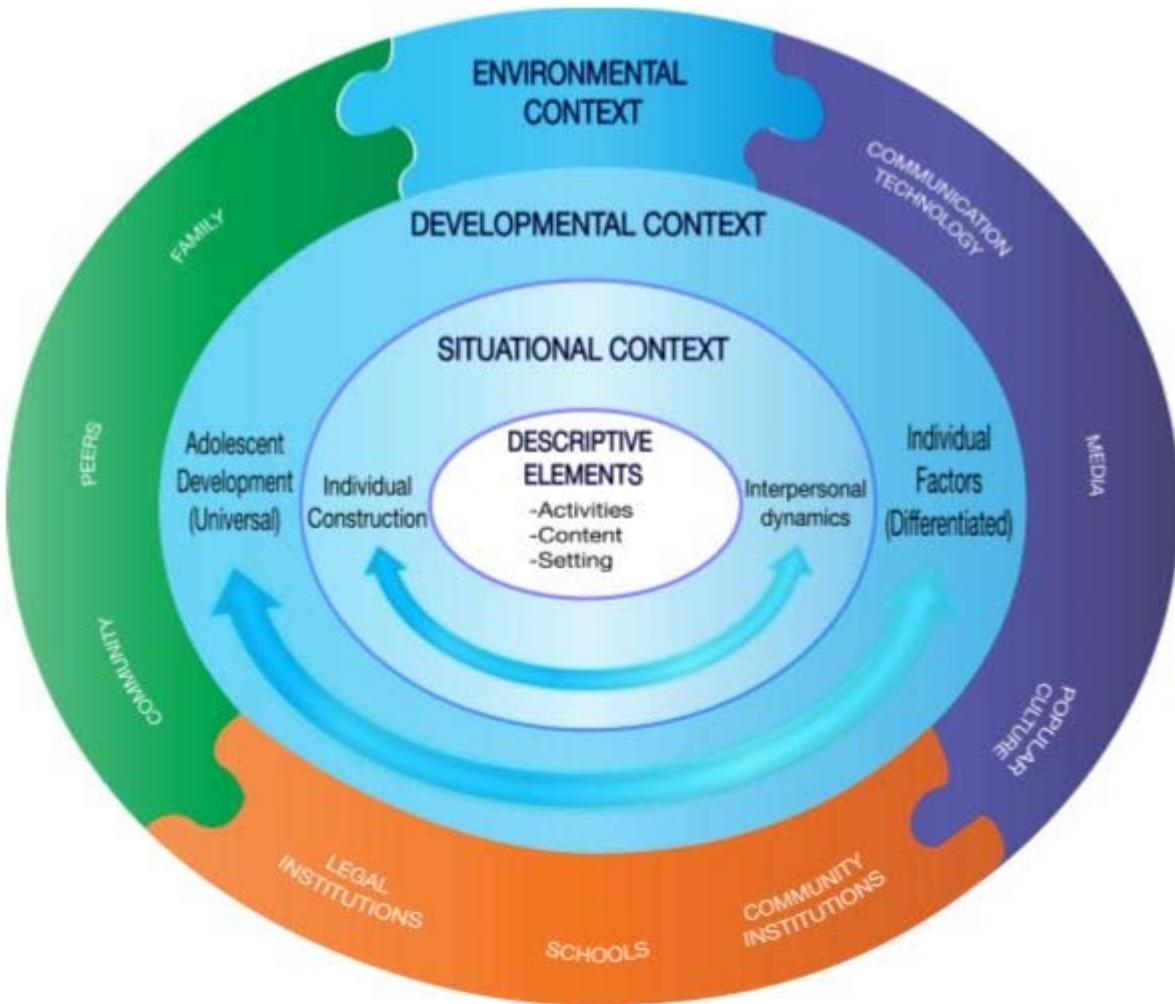 ENVIRONMENTAL
CONTEXT
COMMUNICATION
TECHNOLOGY
FAMILY
DEVELOPMENTAL CONTEXT
SITUATIONAL CONTEXT
PEERS
Adolescent
Development
(Universal)
Individual
Construction
DESCRIPTIVE
ELEMENTS
-Activities
-Content
-Setting
Interpersonal
dynamics
Individual
Factors
(Differentiated)
MEDIA
COMMUNITY
POPULAR
CULTURE
LEGAL
INSTITUTIONS
SCHOOLS
COMMUNITY
INSTITUTIONS